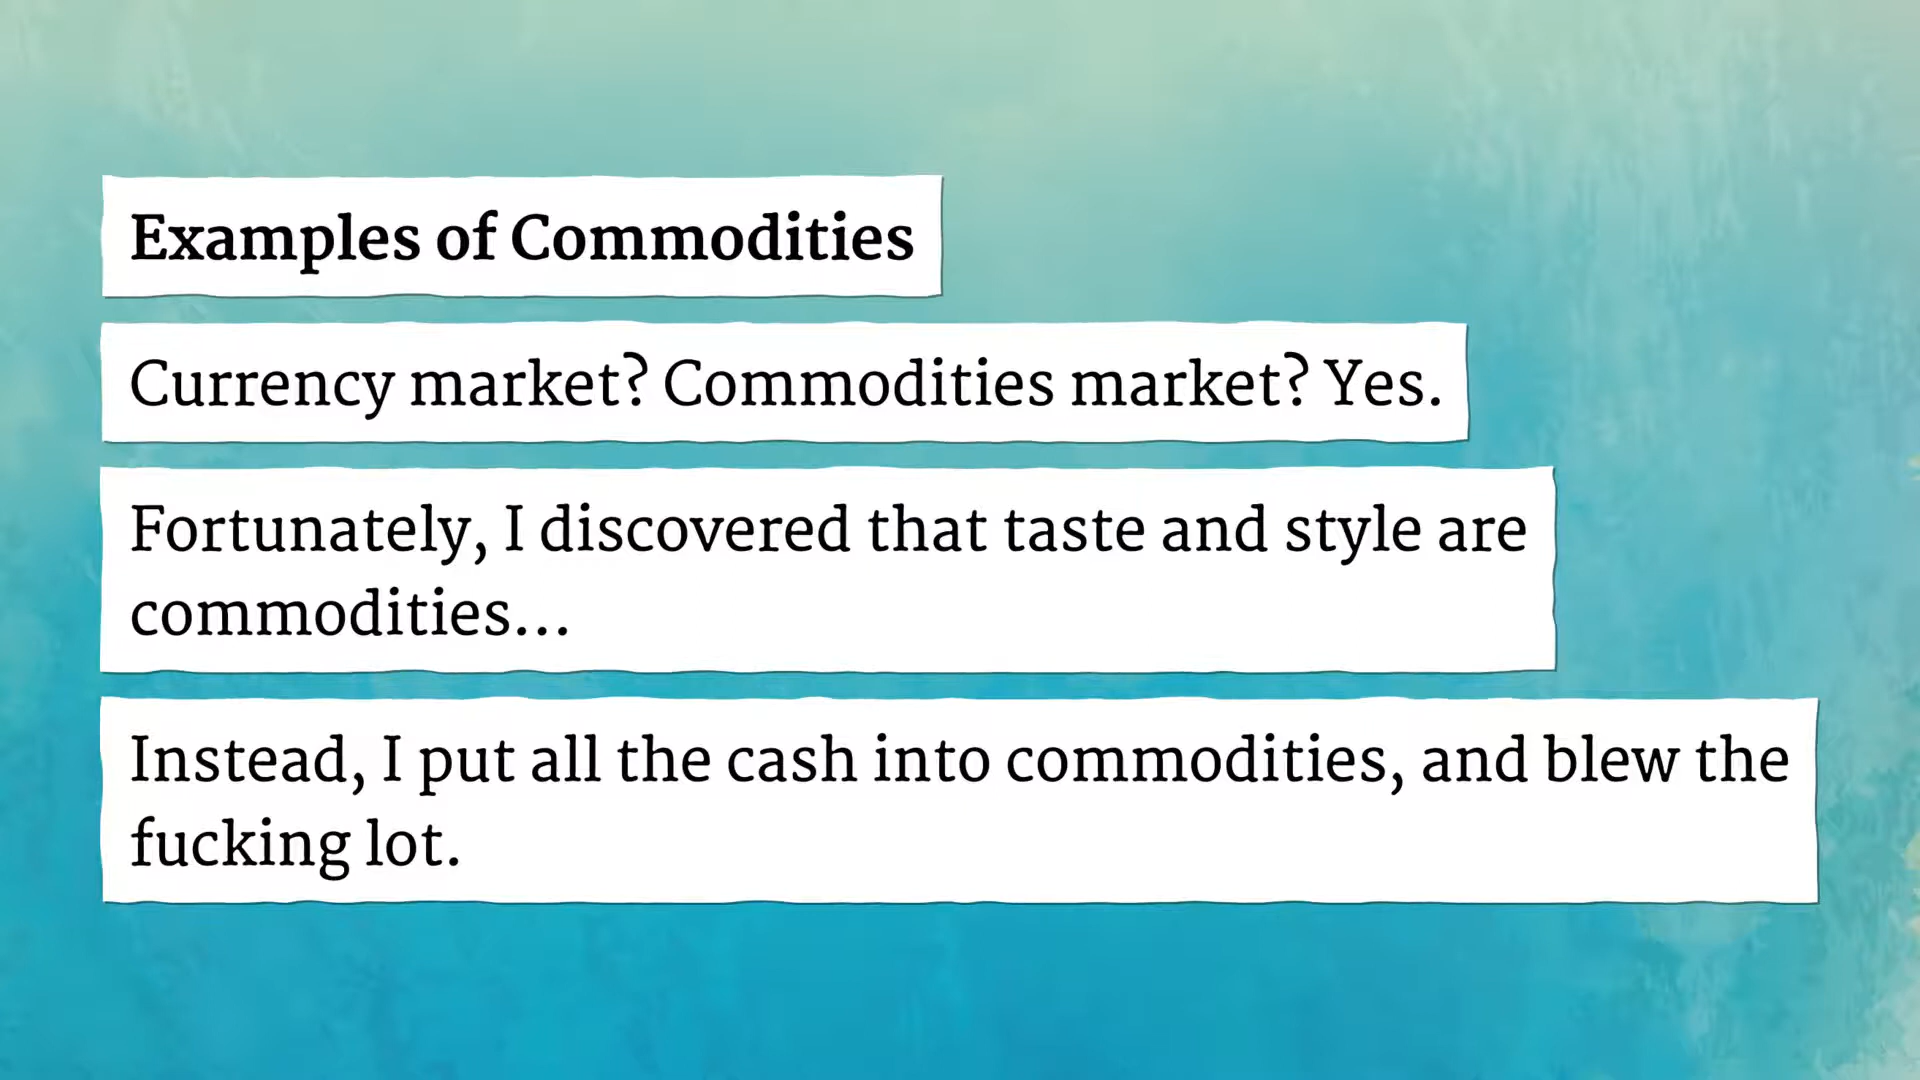 Examples of Commodities
Currency market? Commodities market? Yes.
Fortunately, I discovered that taste and style are
commodities...
Instead, I put all the cash into commodities, and blew the
fucking lot.